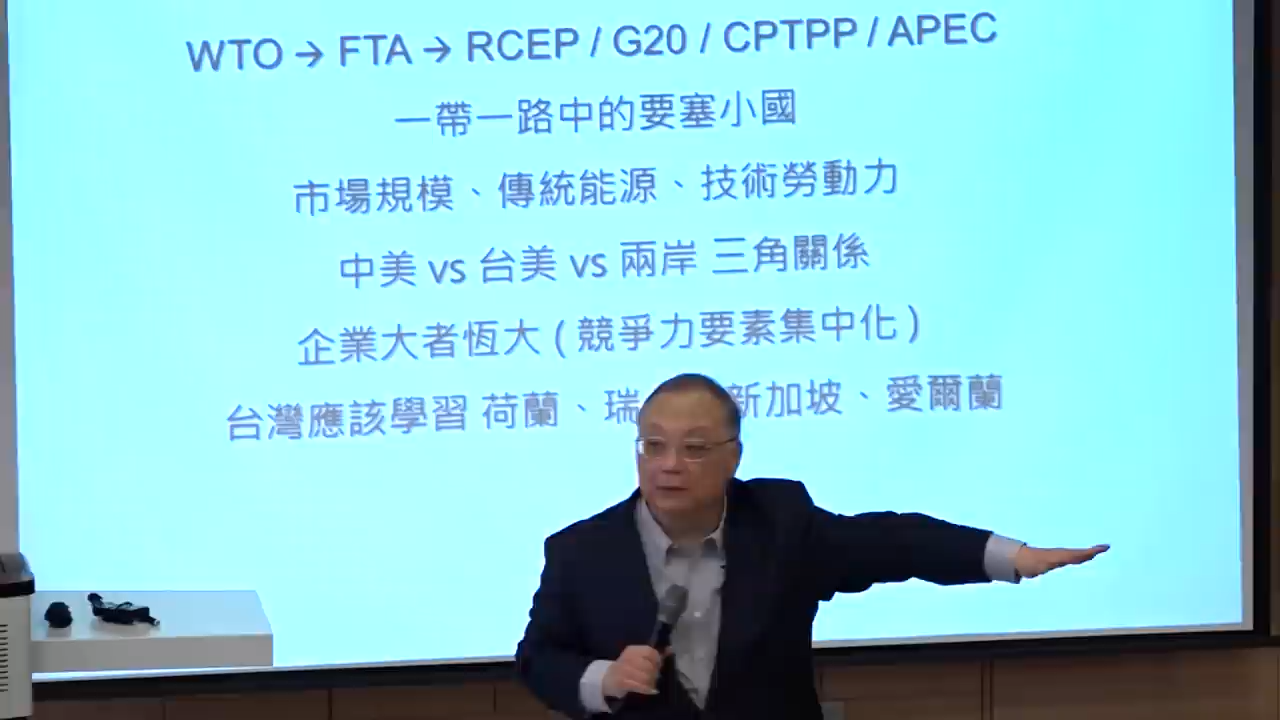 WTO → FTA → RCEP / G20 / CPTPP / APEC
一帶一路中的要塞小國
市場規模、傳統能源、技術勞動力
中美 vs 台美 vs 兩岸 三角關係
企業大者恆大 ( 競爭力要素集中化 )
台灣應該學習 荷蘭、瑞 新加坡、愛爾蘭